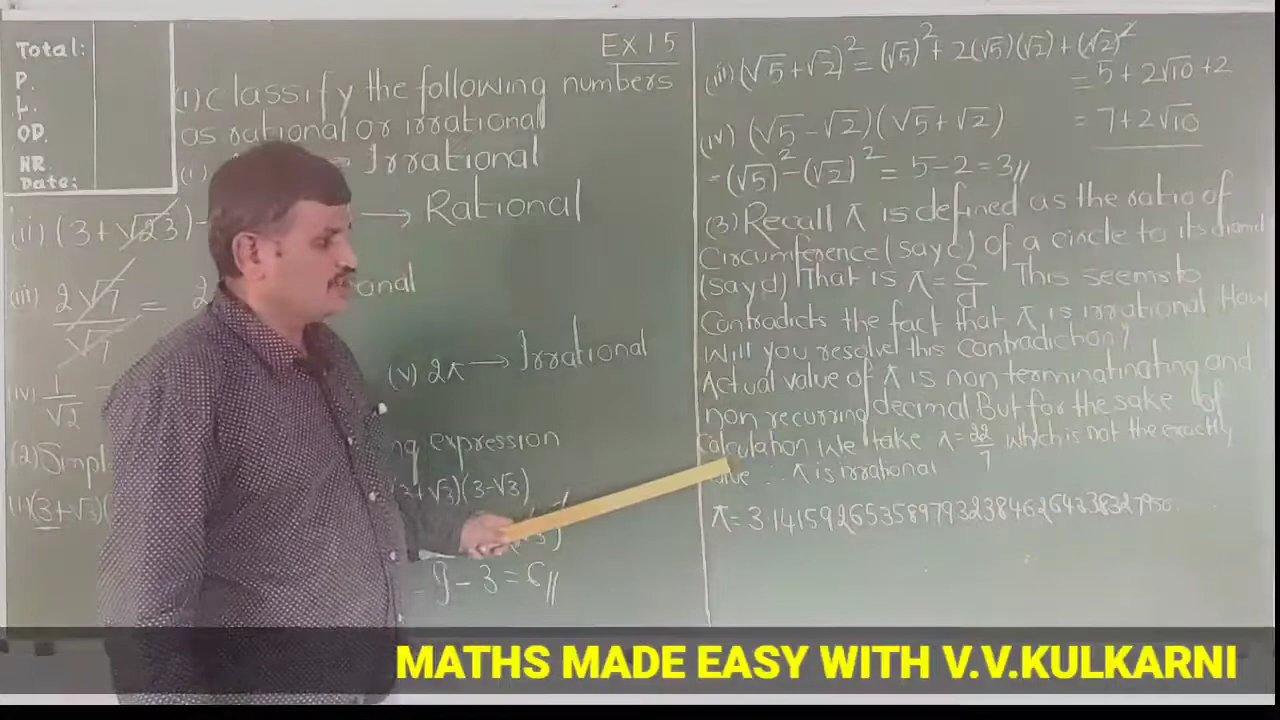 Total:
P.
L.
OD.
NR.
Date:
Ex 15
(1) Classify the following numbers
as rational or irrational
(i) = Irrational
(ii) (3+√23)- → Rational
(iii) 2√7/√7 = 2 onal
(iv) 1/√2
(v) 2π → Irrational
(2) Simpl ng expression
(i) (3+√3)( (3+√3)(3-√3)
= 9-3=6//
(iii) (√5+√2)² = (√5)²+2(√5)(√2)+(√2)²
= 5+2√10+2
= 7+2√10
(iv) (√5-√2)(√5+√2)
= (√5)²-(√2)² = 5-2=3//
(3) Recall π is defined as the ratio of
Circumference (say c) of a circle to its diam
(say d) That is π = c/d This seems to
Contradicts the fact that π is irrational How
Will you resolve this contradiction?
Actual value of π is non terminatinating and
non recurring decimal But for the sake of
Calculation We take π = 22/7 which is not the exactly
∴ π is irrational
π = 3.1415926535897932384626433832795
MATHS MADE EASY WITH V.V.KULKARNI